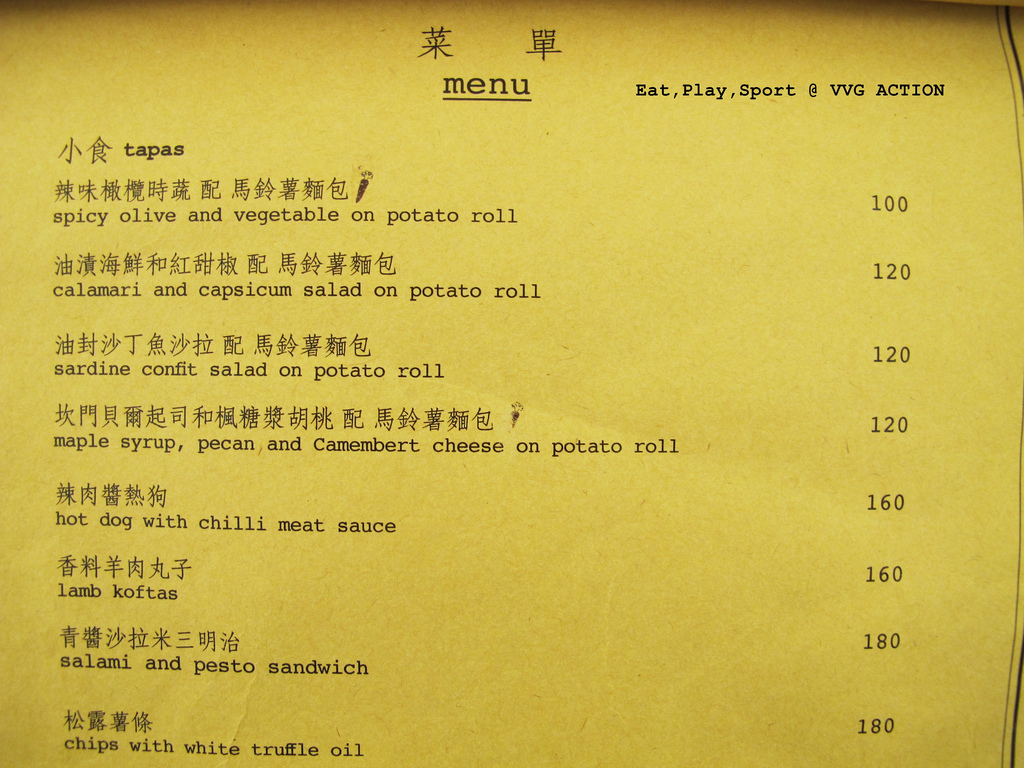 菜 單
menu
Eat,Play,Sport @ VVG ACTION
小食 tapas
辣味橄欖時蔬 配 馬鈴薯麵包
spicy olive and vegetable on potato roll
100
油漬海鮮和紅甜椒 配 馬鈴薯麵包
calamari and capsicum salad on potato roll
120
油封沙丁魚沙拉 配 馬鈴薯麵包
sardine confit salad on potato roll
120
坎門貝爾起司和楓糖漿胡桃 配 馬鈴薯麵包
maple syrup, pecan and Camembert cheese on potato roll
120
辣肉醬熱狗
hot dog with chilli meat sauce
160
香料羊肉丸子
lamb koftas
160
青醬沙拉米三明治
salami and pesto sandwich
180
松露薯條
chips with white truffle oil
180